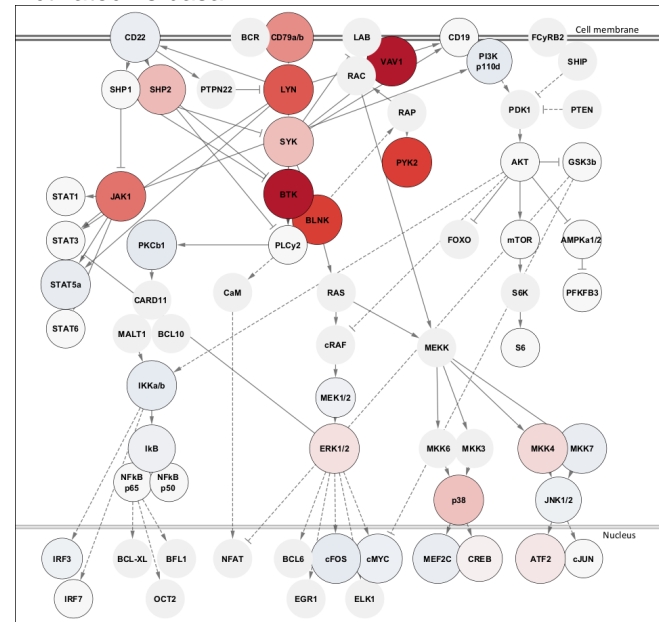 CD22
BCR
CD79a/b
LAB
CD19
FCyRB2
Cell membrane
VAV1
PI3K
p110d
SHIP
RAC
SHP1
SHP2
PTPN22
LYN
RAP
PDK1
PTEN
SYK
PYK2
AKT
GSK3b
STAT1
JAK1
BTK
BLNK
STAT3
PKCb1
PLCy2
FOXO
mTOR
AMPKa1/2
STAT5a
CARD11
CaM
RAS
S6K
PFKFB3
STAT6
MALT1
BCL10
cRAF
MEKK
S6
IKKa/b
MEK1/2
IkB
ERK1/2
MKK6
MKK3
MKK4
MKK7
NFkB
p65
NFkB
p50
p38
JNK1/2
Nucleus
IRF3
BCL-XL
BFL1
NFAT
BCL6
cFOS
cMYC
MEF2C
CREB
ATF2
cJUN
IRF7
OCT2
EGR1
ELK1